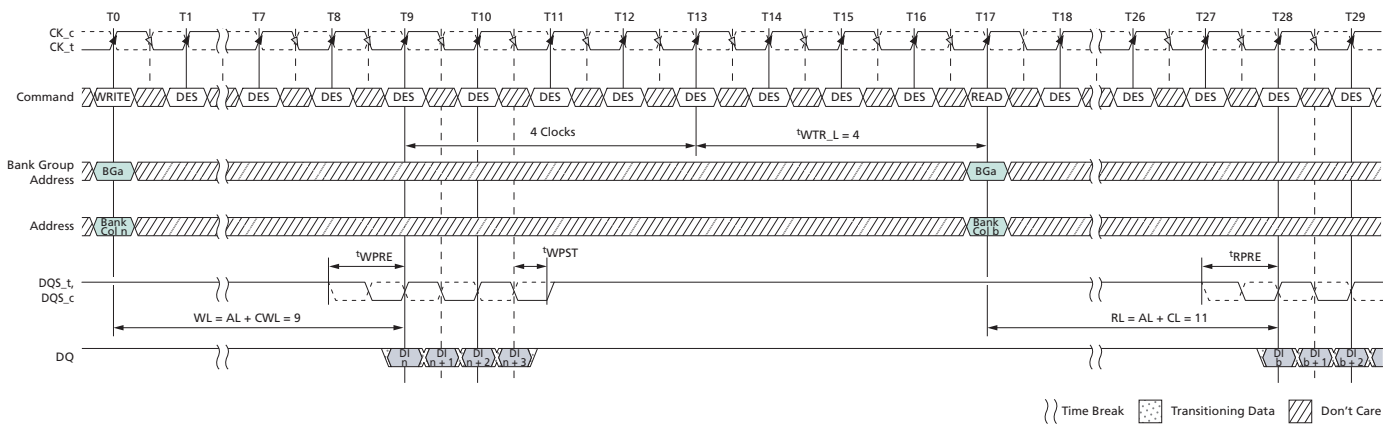 T0 T1 T7 T8 T9 T10 T11 T12 T13 T14 T15 T16 T17 T18 T26 T27 T28 T29
CK_c
CK_t
Command WRITE DES DES DES DES DES DES DES DES DES DES DES READ DES DES DES DES DES
4 Clocks tWTR_L = 4
Bank Group
Address
BGa BGa
Address
Bank
Col n
Bank
Col b
tWPRE tWPST tRPRE
DQS_t,
DQS_c
WL = AL + CWL = 9 RL = AL + CL = 11
DQ
DI
n
DI
n + 1
DI
n + 2
DI
n + 3
DI
b
DI
b + 1
DI
b + 2
Time Break Transitioning Data Don't Care